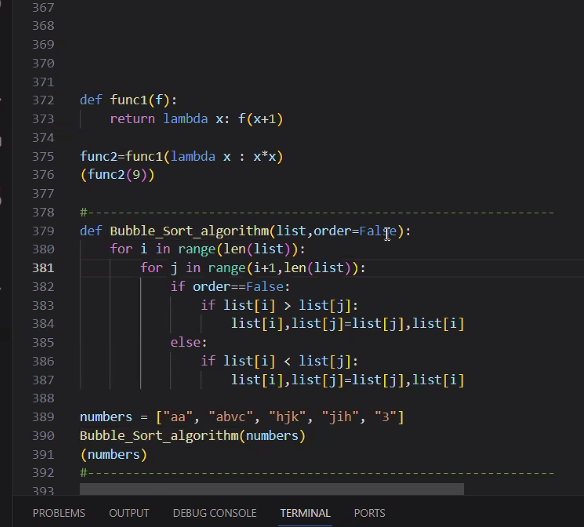 367
368
369
370
371
372 def func1(f):
373     return lambda x: f(x+1)
374
375 func2=func1(lambda x : x*x)
376 (func2(9))
377
378 #--------------------------------------------------------------
379 def Bubble_Sort_algorithm(list,order=False):
380     for i in range(len(list)):
381         for j in range(i+1,len(list)):
382             if order==False:
383                 if list[i] > list[j]:
384                     list[i],list[j]=list[j],list[i]
385             else:
386                 if list[i] < list[j]:
387                     list[i],list[j]=list[j],list[i]
388
389 numbers = ["aa", "abvc", "hjk", "jih", "3"]
390 Bubble_Sort_algorithm(numbers)
391 (numbers)
392 #--------------------------------------------------------------
393
PROBLEMS OUTPUT DEBUG CONSOLE TERMINAL PORTS